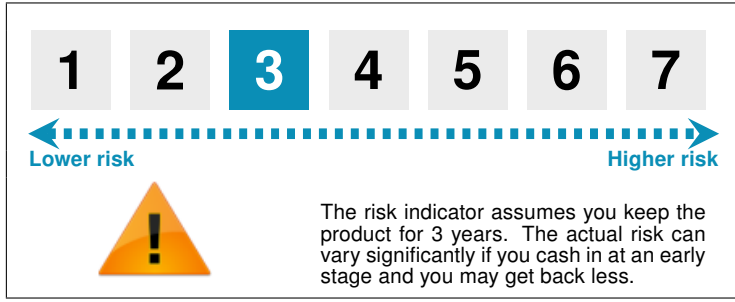 1 2 3 4 5 6 7
Lower risk Higher risk
!
The risk indicator assumes you keep the
product for 3 years. The actual risk can
vary significantly if you cash in at an early
stage and you may get back less.